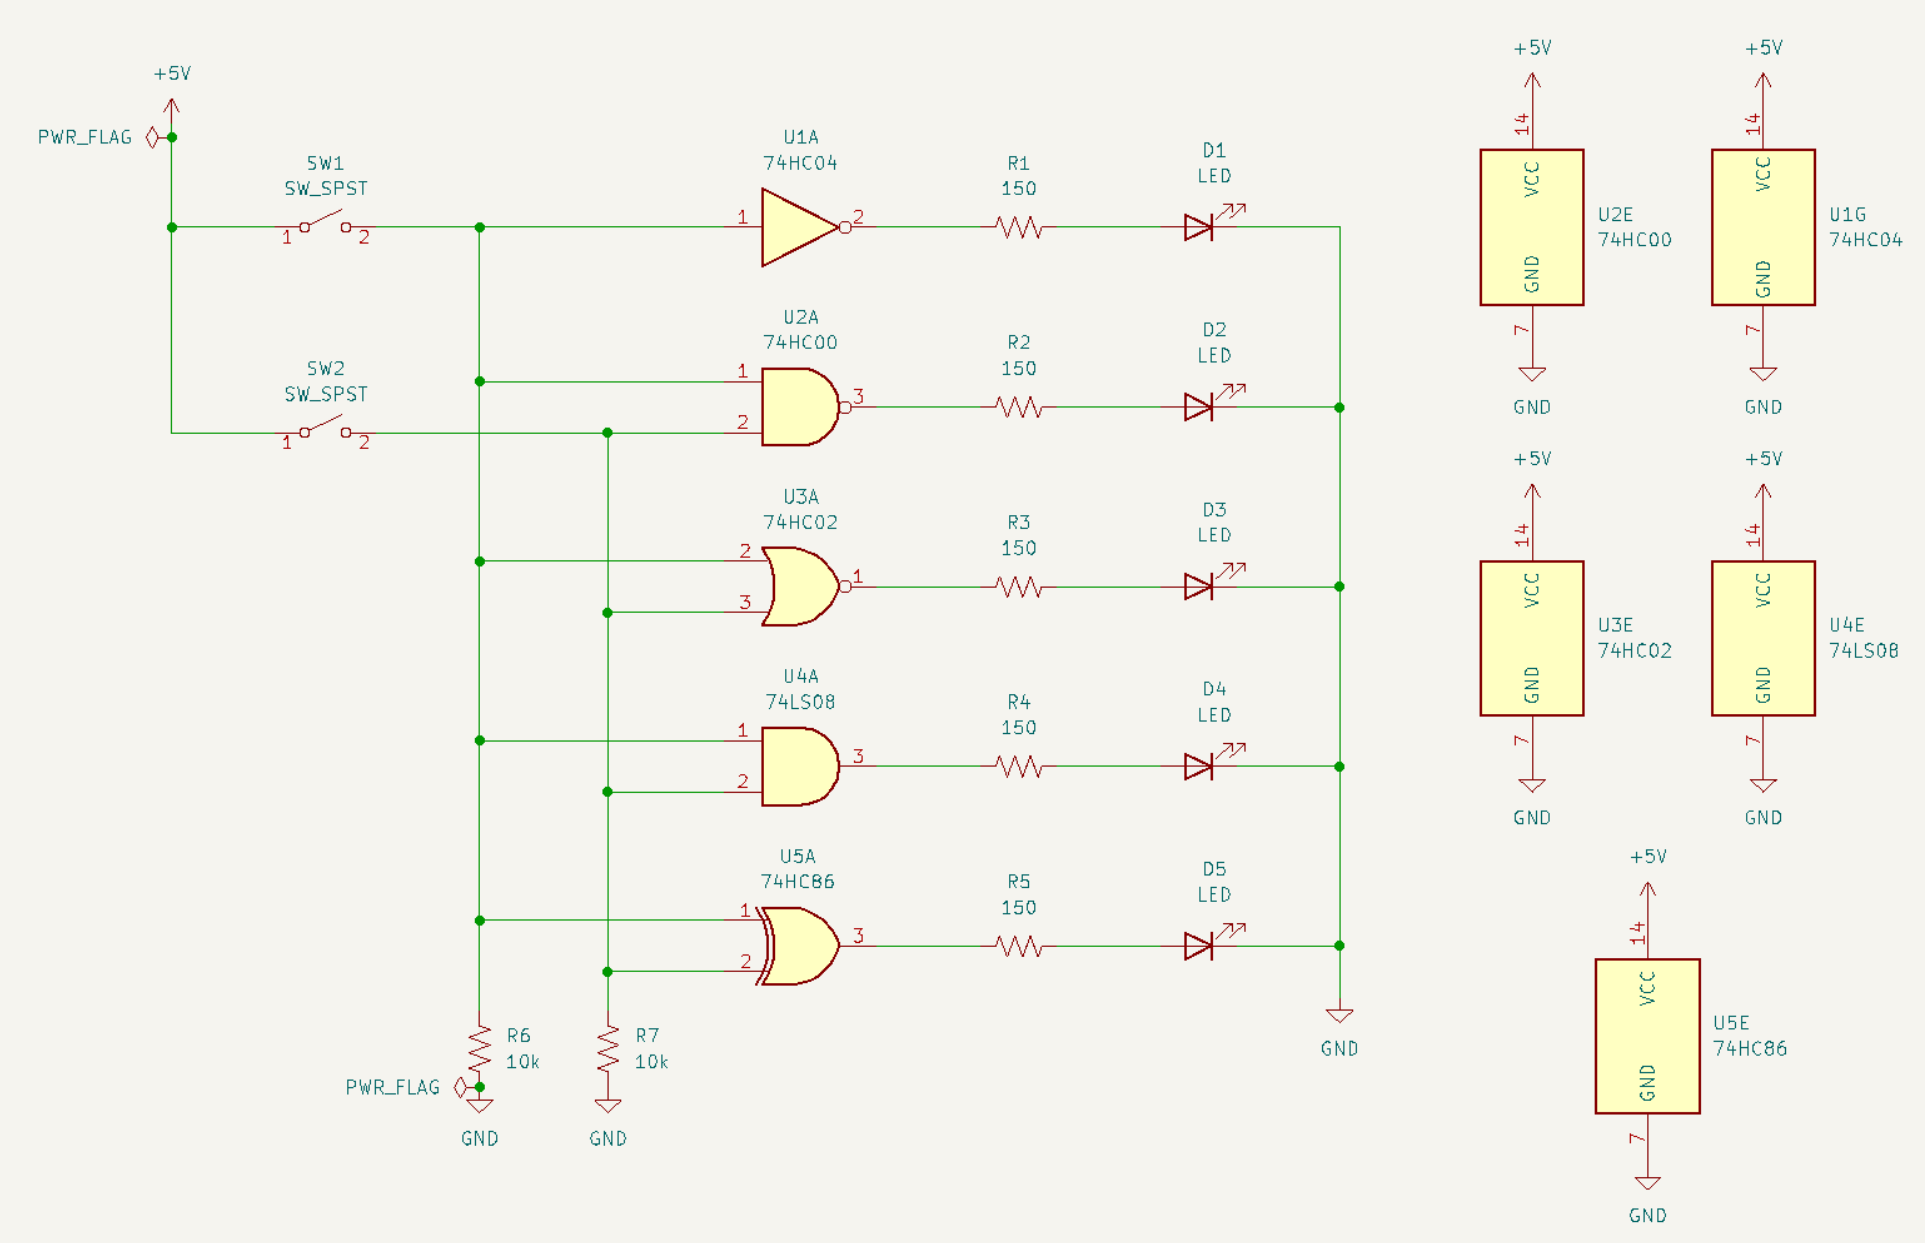 +5V
PWR_FLAG
SW1
SW_SPST
1
2
SW2
SW_SPST
1
2
U1A
74HC04
1
2
R1
150
D1
LED
U2A
74HC00
1
2
3
R2
150
D2
LED
U3A
74HC02
2
3
1
R3
150
D3
LED
U4A
74LS08
1
2
3
R4
150
D4
LED
U5A
74HC86
1
2
3
R5
150
D5
LED
R6
10k
PWR_FLAG
GND
R7
10k
GND
GND
+5V
14
VCC
GND
7
U2E
74HC00
GND
+5V
14
VCC
GND
7
U1G
74HC04
GND
+5V
14
VCC
GND
7
U3E
74HC02
GND
+5V
14
VCC
GND
7
U4E
74LS08
GND
+5V
14
VCC
GND
7
U5E
74HC86
GND